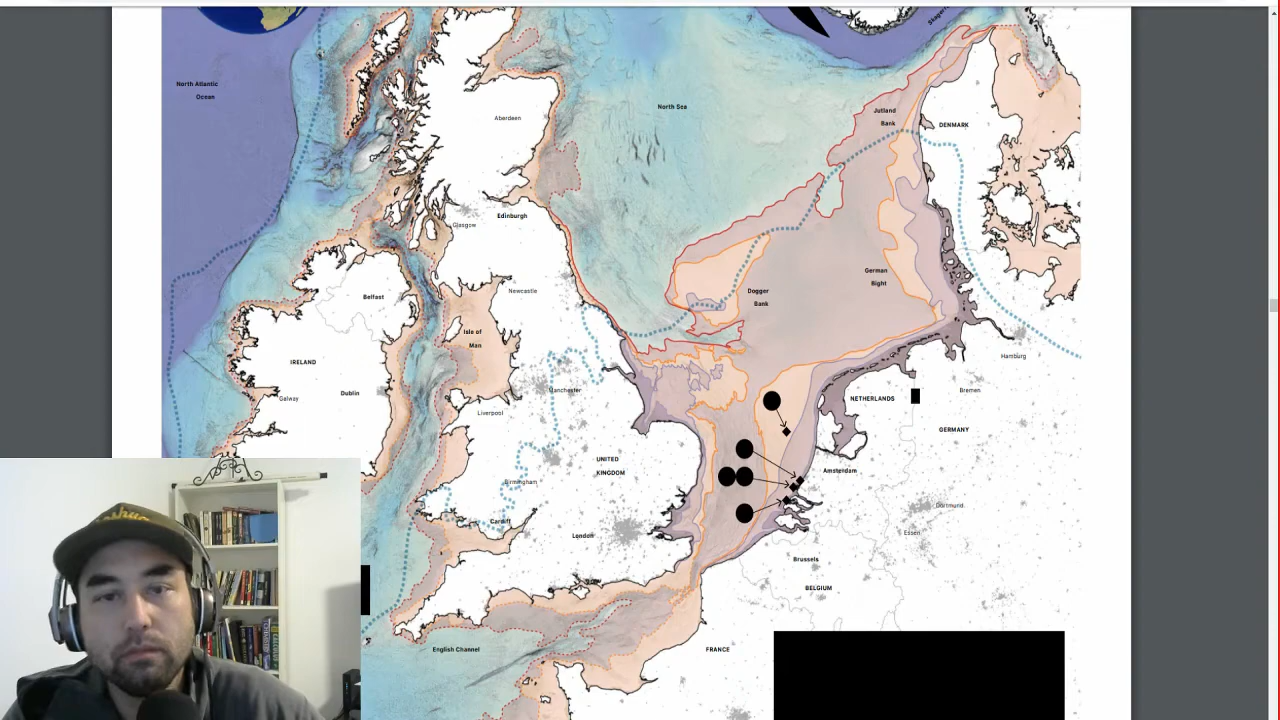 Skagerrak
North Atlantic
Ocean
North Sea
Aberdeen
Jutland
Bank
DENMARK
Edinburgh
Glasgow
German
Bight
Newcastle
Belfast
Dogger
Bank
Isle of
Man
Hamburg
IRELAND
Manchester
Bremen
Dublin
Galway
NETHERLANDS
Liverpool
GERMANY
UNITED
KINGDOM
Amsterdam
Birmingham
Dortmund
Cardiff
London
Essen
Brussels
BELGIUM
English Channel
FRANCE